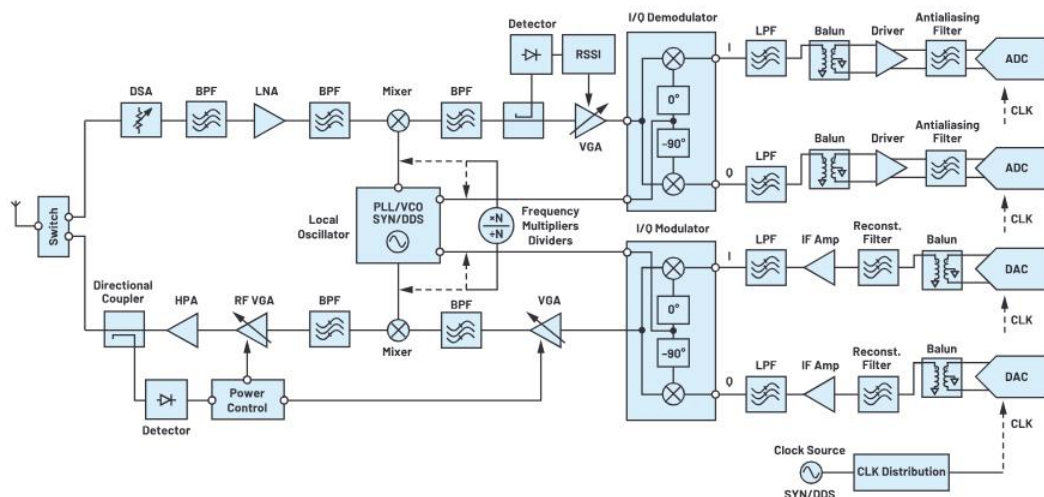 Detector
RSSI
I/Q Demodulator
LPF
Balun
Driver
Antialiasing
Filter
ADC
CLK
DSA
BPF
LNA
BPF
Mixer
BPF
VGA
I
0°
–90°
Q
LPF
Balun
Driver
Antialiasing
Filter
ADC
CLK
Switch
Local
Oscillator
PLL/VCO
SYN/DDS
×N
÷N
Frequency
Multipliers
Dividers
I/Q Modulator
I
0°
–90°
Q
LPF
IF Amp
Reconst.
Filter
Balun
DAC
CLK
Directional
Coupler
HPA
RF VGA
BPF
Mixer
BPF
VGA
Detector
Power
Control
LPF
IF Amp
Reconst.
Filter
Balun
DAC
CLK
Clock Source
SYN/DDS
CLK Distribution